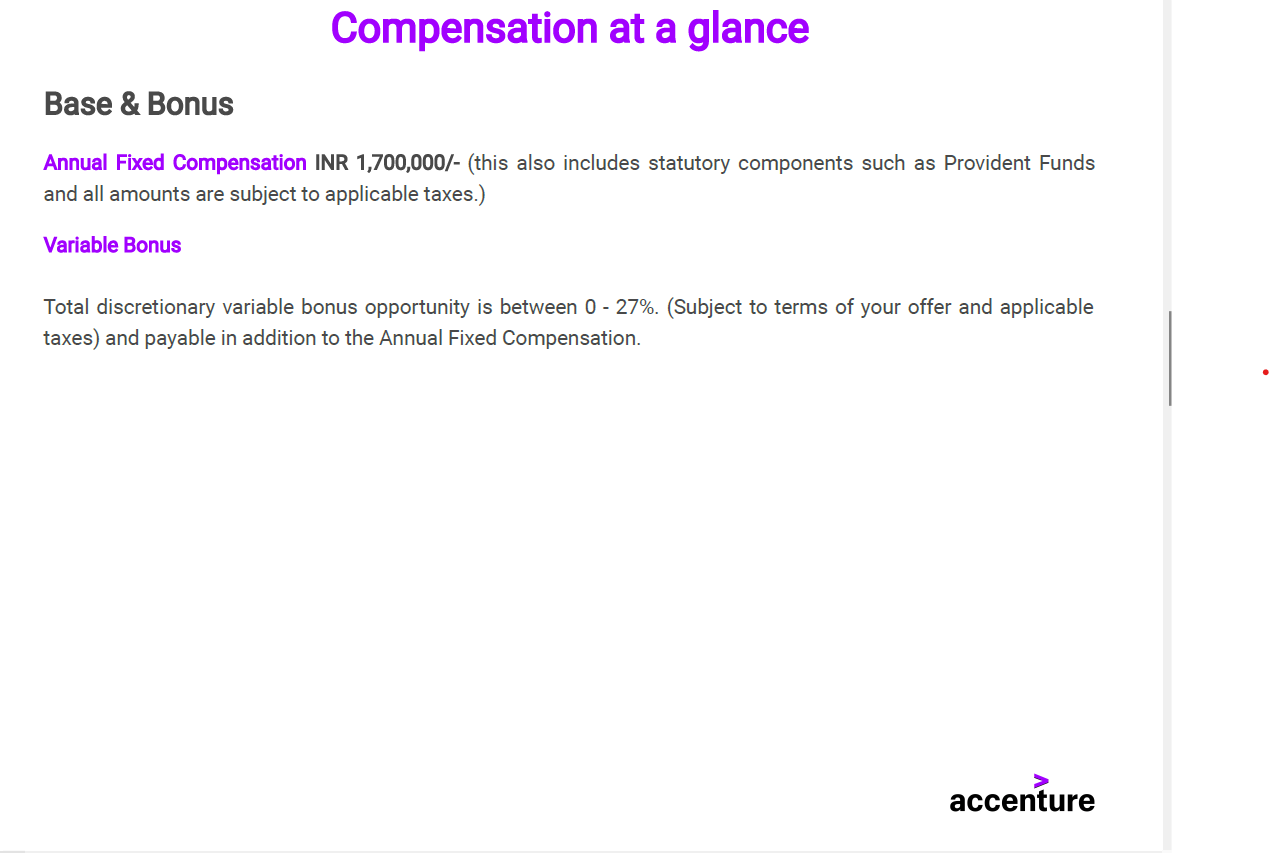 Compensation at a glance
Base & Bonus
Annual Fixed Compensation INR 1,700,000/- (this also includes statutory components such as Provident Funds
and all amounts are subject to applicable taxes.)
Variable Bonus
Total discretionary variable bonus opportunity is between 0 - 27%. (Subject to terms of your offer and applicable
taxes) and payable in addition to the Annual Fixed Compensation.
accenture